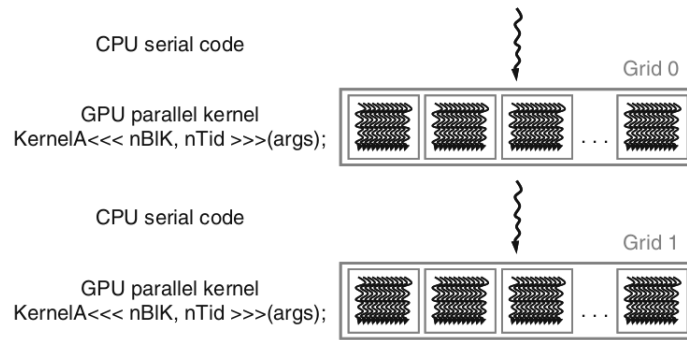 CPU serial code
Grid 0
GPU parallel kernel
KernelA<<< nBlK, nTid >>>(args);
. . .
CPU serial code
Grid 1
GPU parallel kernel
KernelA<<< nBlK, nTid >>>(args);
. . .